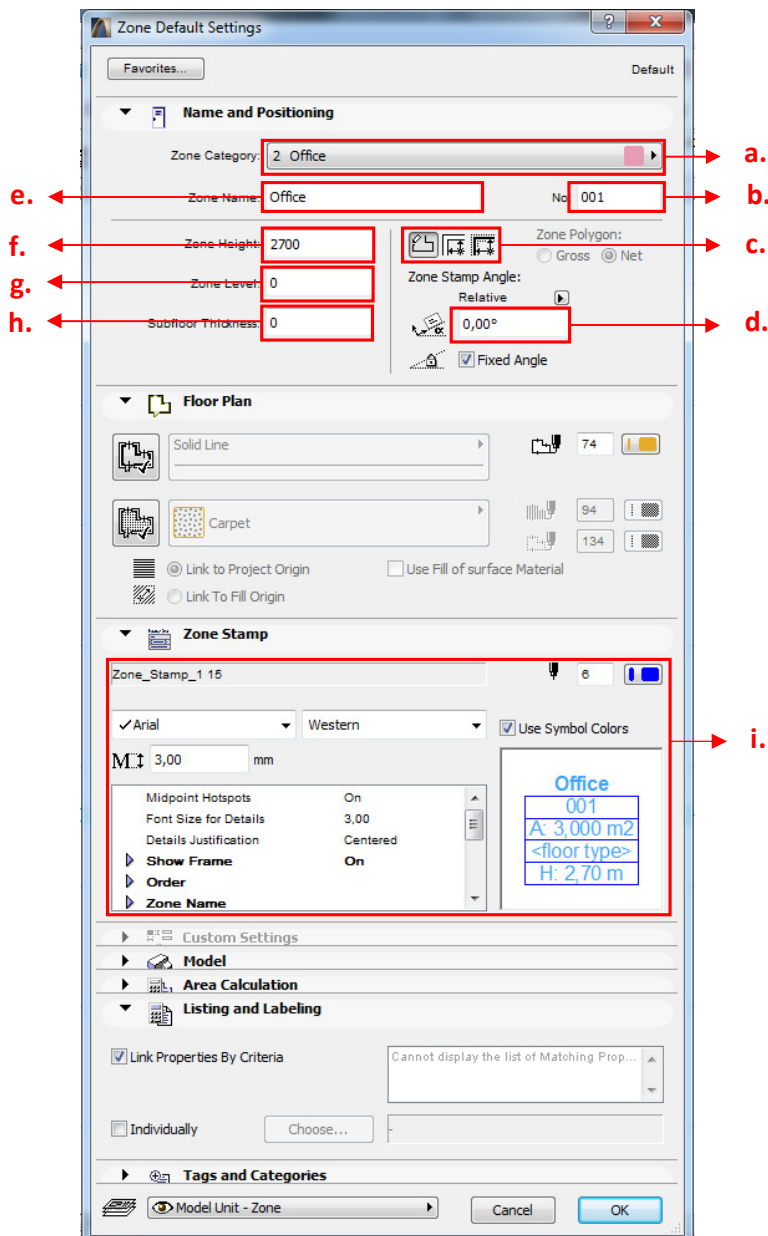 Zone Default Settings
?
X
Favorites...
Default
Name and Positioning
Zone Category:
2 Office
a.
e.
Zone Name:
Office
No
001
b.
f.
Zone Height:
2700
Zone Polygon:
Gross
Net
c.
g.
Zone Level:
0
Zone Stamp Angle:
Relative
h.
Subfloor Thickness:
0
α
0,00°
d.
Fixed Angle
Floor Plan
Solid Line
74
Carpet
94
134
Link to Project Origin
Use Fill of surface Material
Link To Fill Origin
Zone Stamp
Zone_Stamp_1 15
6
Arial
Western
Use Symbol Colors
i.
M
3,00
mm
Midpoint Hotspots On
Font Size for Details 3,00
Details Justification Centered
Show Frame On
Order
Zone Name
Office
001
A: 3,000 m2
<floor type>
H: 2,70 m
Custom Settings
Model
Area Calculation
Listing and Labeling
Link Properties By Criteria
Cannot display the list of Matching Prop...
Individually
Choose...
-
Tags and Categories
Model Unit - Zone
Cancel
OK